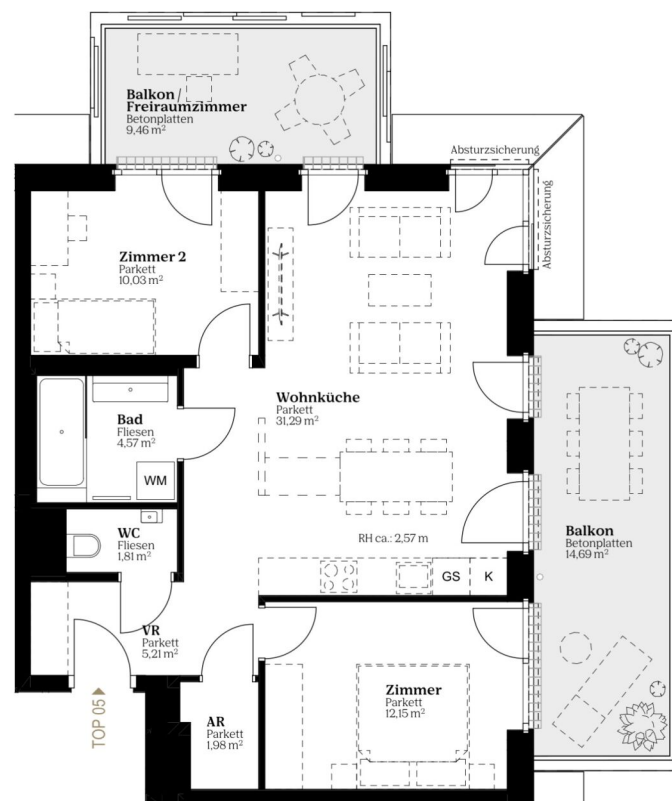 Balkon /
Freiraumzimmer
Betonplatten
9,46 m²
Absturzsicherung
Absturzsicherung
Zimmer 2
Parkett
10,03 m²
Wohnküche
Parkett
31,29 m²
Bad
Fliesen
4,57 m²
WM
WC
Fliesen
1,81 m²
RH ca.: 2,57 m
GS
K
Balkon
Betonplatten
14,69 m²
VR
Parkett
5,21 m²
TOP 05
AR
Parkett
1,98 m²
Zimmer
Parkett
12,15 m²